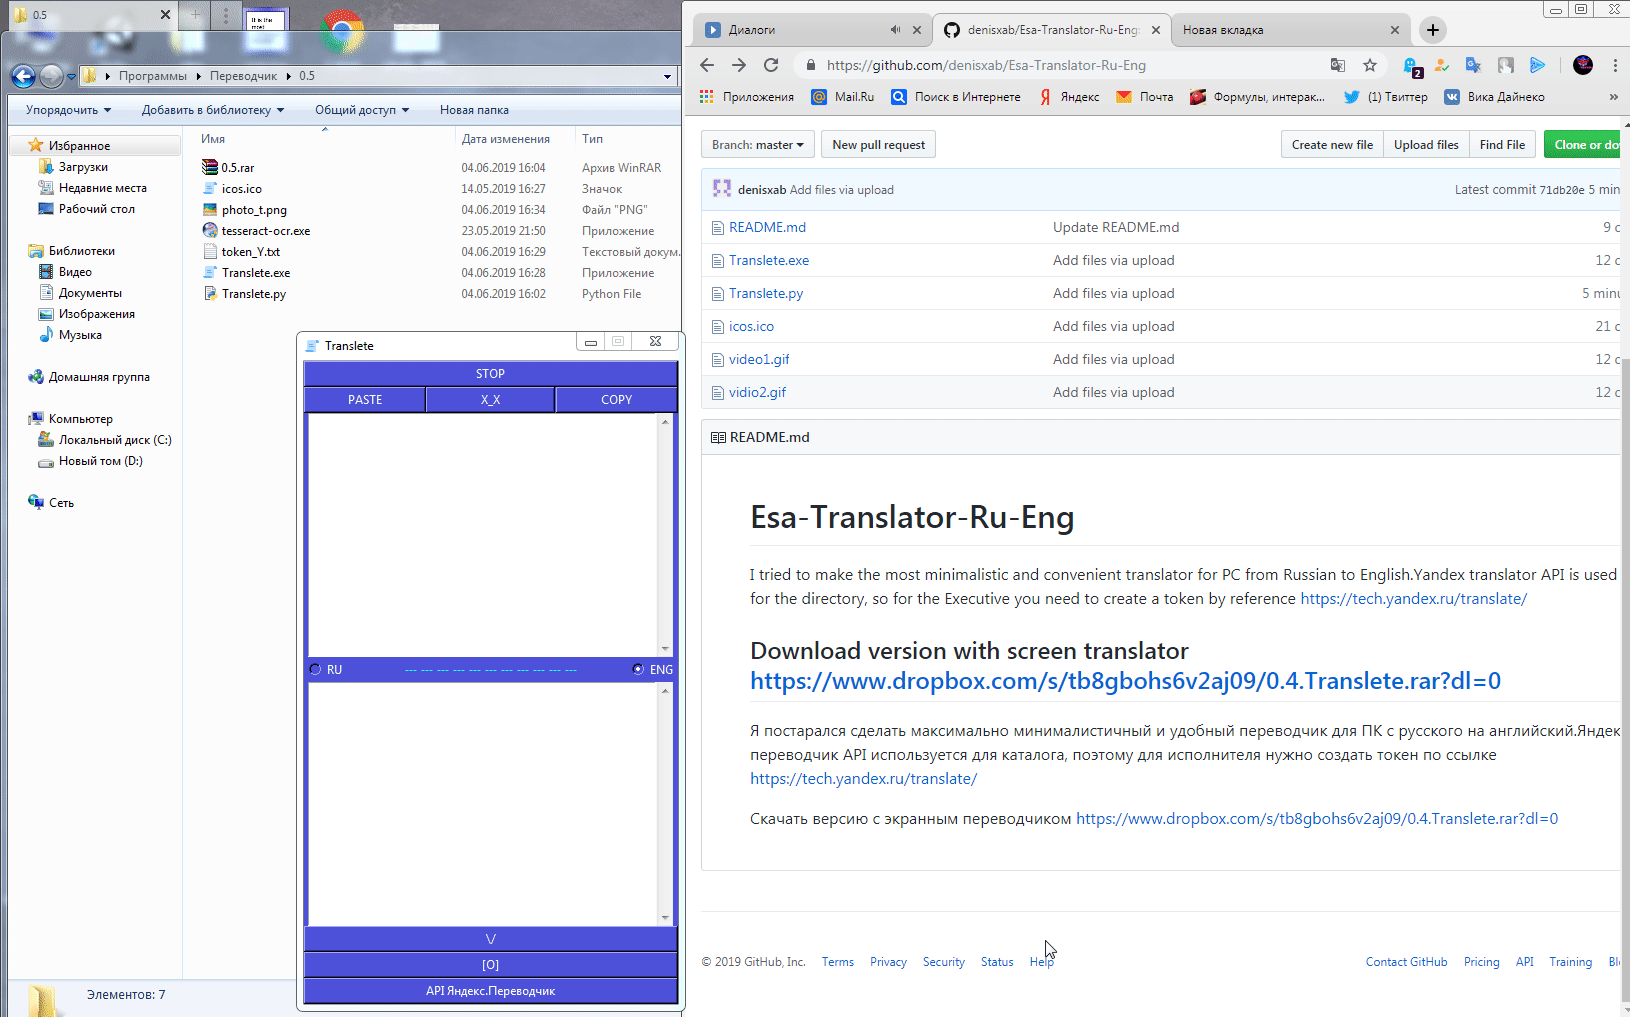 0.5
It is the
most
Программы
Переводчик
0.5
Упорядочить
Добавить в библиотеку
Общий доступ
Новая папка
Избранное
Загрузки
Недавние места
Рабочий стол
Библиотеки
Видео
Документы
Изображения
Музыка
Домашняя группа
Компьютер
Локальный диск (C:)
Новый том (D:)
Сеть
Имя Дата изменения Тип
0.5.rar 04.06.2019 16:04 Архив WinRAR
icos.ico 14.05.2019 16:27 Значок
photo_t.png 04.06.2019 16:34 Файл "PNG"
tesseract-ocr.exe 23.05.2019 21:50 Приложение
token_Y.txt 04.06.2019 16:29 Текстовый докум...
Translete.exe 04.06.2019 16:28 Приложение
Translete.py 04.06.2019 16:02 Python File
Элементов: 7
Translete
STOP
PASTE X_X COPY
RU --- --- --- --- --- --- --- --- --- --- --- ENG
\/
[O]
API Яндекс.Переводчик
Диалоги
denisxab/Esa-Translator-Ru-Eng:
Новая вкладка
https://github.com/denisxab/Esa-Translator-Ru-Eng
2
Приложения
Mail.Ru
Поиск в Интернете
Яндекс
Почта
Формулы, интерак...
(1) Твиттер
Вика Дайнеко
»
Branch: master
New pull request
Create new file
Upload files
Find File
Clone or do
denisxab Add files via upload Latest commit 71db20e 5 min
README.md Update README.md 9
Translete.exe Add files via upload 12
Translete.py Add files via upload 5 minu
icos.ico Add files via upload 21
video1.gif Add files via upload 12
vidio2.gif Add files via upload 12
README.md
Esa-Translator-Ru-Eng
I tried to make the most minimalistic and convenient translator for PC from Russian to English.Yandex translator API is used
for the directory, so for the Executive you need to create a token by reference https://tech.yandex.ru/translate/
Download version with screen translator
https://www.dropbox.com/s/tb8gbohs6v2aj09/0.4.Translete.rar?dl=0
Я постарался сделать максимально минималистичный и удобный переводчик для ПК с русского на английский.Яндек
переводчик API используется для каталога, поэтому для исполнителя нужно создать токен по ссылке
https://tech.yandex.ru/translate/
Скачать версию с экранным переводчиком https://www.dropbox.com/s/tb8gbohs6v2aj09/0.4.Translete.rar?dl=0
© 2019 GitHub, Inc. Terms Privacy Security Status Help Contact GitHub Pricing API Training Bl